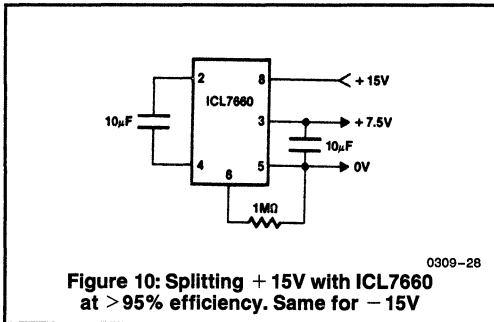 2
8
+ 15V
ICL7660
10μF
3
+ 7.5V
10μF
4
6
5
0V
1MΩ
0309-28
Figure 10: Splitting + 15V with ICL7660
at >95% efficiency. Same for - 15V